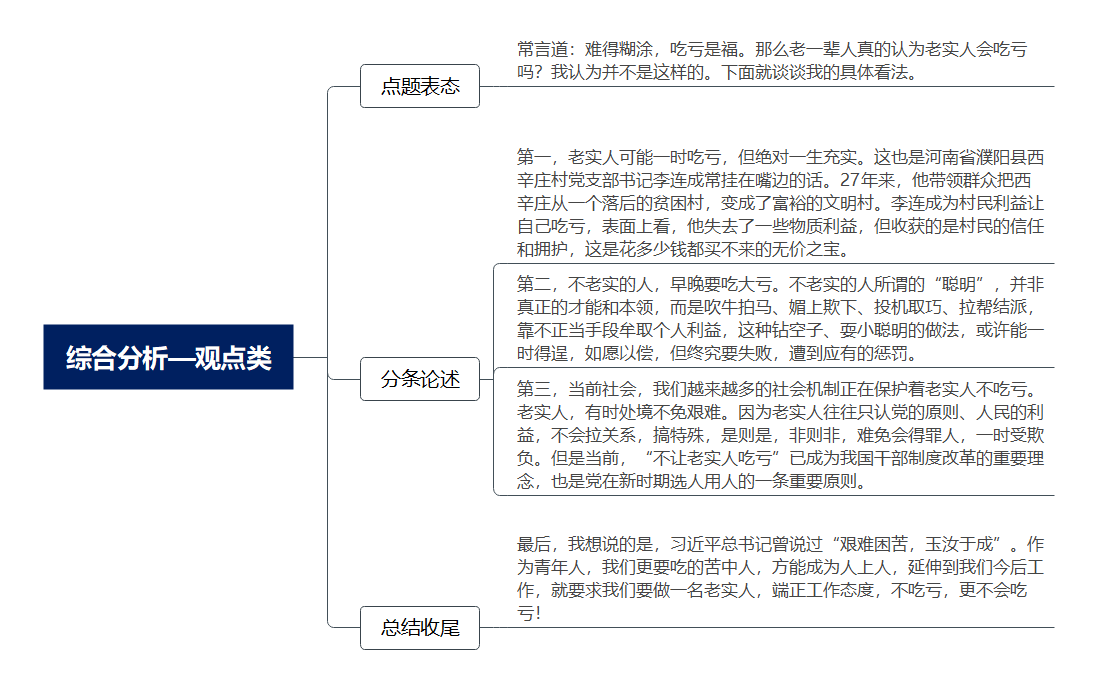 综合分析—观点类
点题表态
常言道：难得糊涂，吃亏是福。那么老一辈人真的认为老实人会吃亏
吗？我认为并不是这样的。下面就谈谈我的具体看法。
分条论述
第一，老实人可能一时吃亏，但绝对一生充实。这也是河南省濮阳县西
辛庄村党支部书记李连成常挂在嘴边的话。27年来，他带领群众把西
辛庄从一个落后的贫困村，变成了富裕的文明村。李连成为村民利益让
自己吃亏，表面上看，他失去了一些物质利益，但收获的是村民的信任
和拥护，这是花多少钱都买不来的无价之宝。
第二，不老实的人，早晚要吃大亏。不老实的人所谓的“聪明”，并非
真正的才能和本领，而是吹牛拍马、媚上欺下、投机取巧、拉帮结派，
靠不正当手段牟取个人利益，这种钻空子、耍小聪明的做法，或许能一
时得逞，如愿以偿，但终究要失败，遭到应有的惩罚。
第三，当前社会，我们越来越多的社会机制正在保护着老实人不吃亏。
老实人，有时处境不免艰难。因为老实人往往只认党的原则、人民的利
益，不会拉关系，搞特殊，是则是，非则非，难免会得罪人，一时受欺
负。但是当前，“不让老实人吃亏”已成为我国干部制度改革的重要理
念，也是党在新时期选人用人的一条重要原则。
总结收尾
最后，我想说的是，习近平总书记曾说过“艰难困苦，玉汝于成”。作
为青年人，我们更要吃的苦中人，方能成为人上人，延伸到我们今后工
作，就要求我们要做一名老实人，端正工作态度，不吃亏，更不会吃
亏！